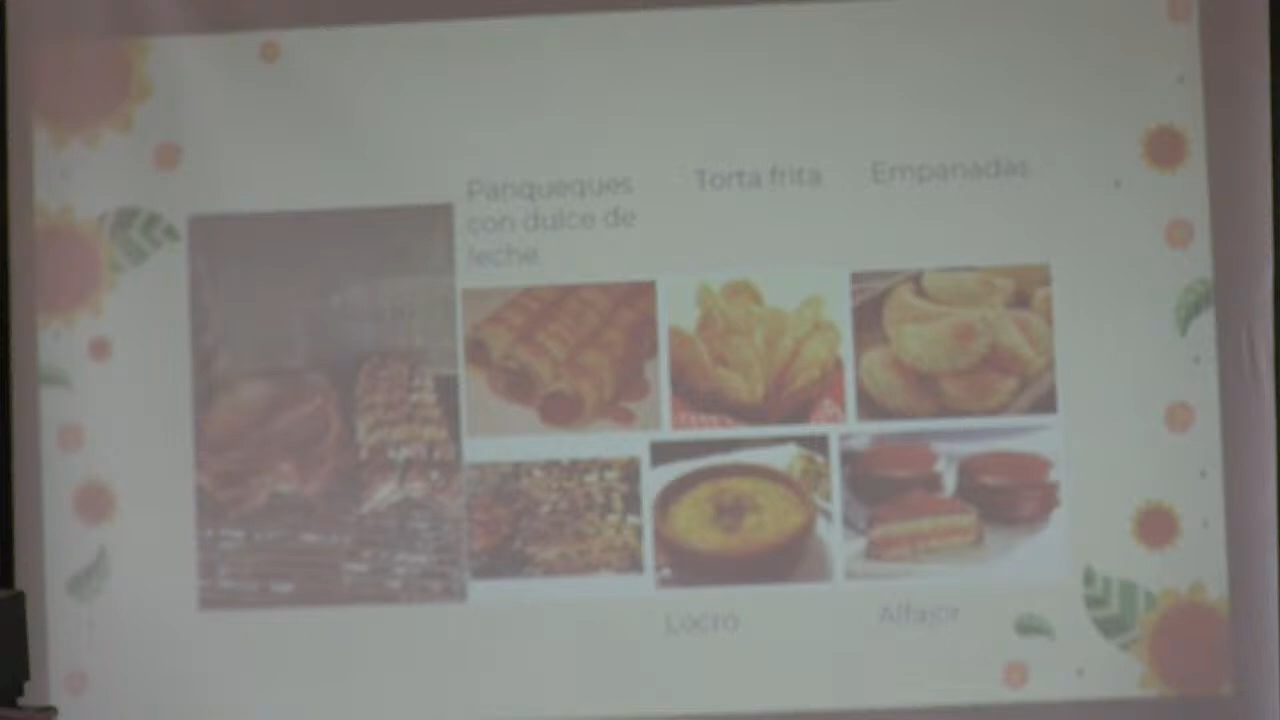 Panqueques
con dulce de
leche
Torta frita
Empanadas
Locro
Alfajor